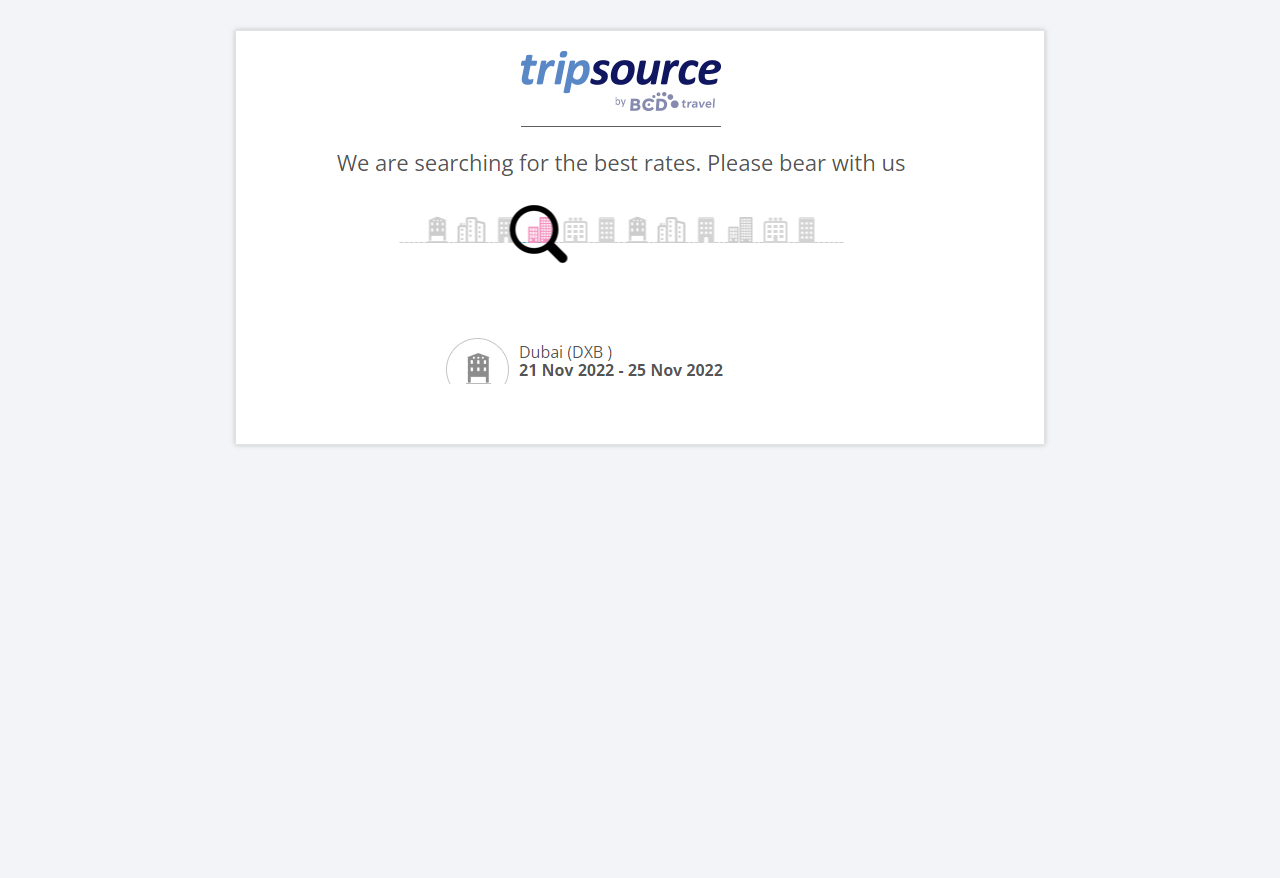 tripsource
by BCD travel
We are searching for the best rates. Please bear with us
Dubai (DXB )
21 Nov 2022 - 25 Nov 2022